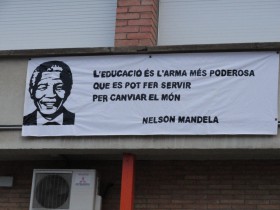 L'EDUCACIÓ ÉS L'ARMA MÉS PODEROSA
QUE ES POT FER SERVIR
PER CANVIAR EL MÓN
NELSON MANDELA